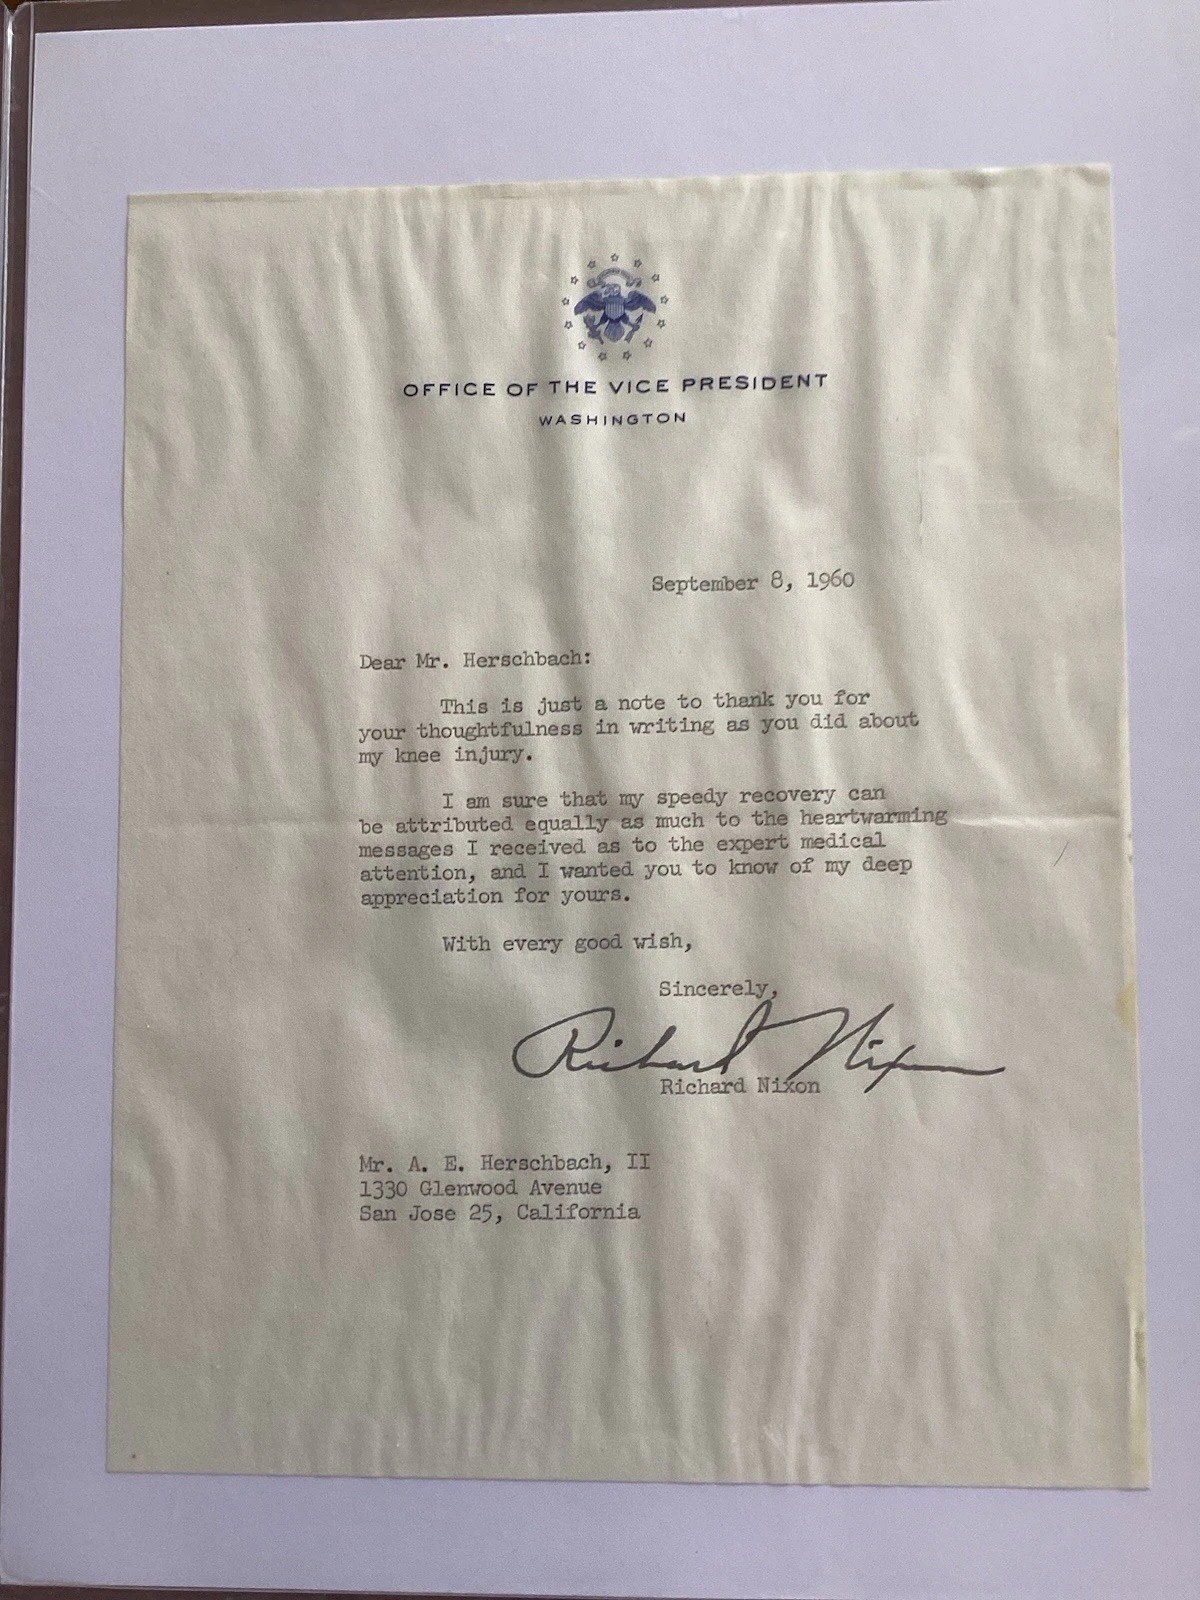 OFFICE OF THE VICE PRESIDENT
WASHINGTON
September 8, 1960
Dear Mr. Herschbach:
This is just a note to thank you for
your thoughtfulness in writing as you did about
my knee injury.
I am sure that my speedy recovery can
be attributed equally as much to the heartwarming
messages I received as to the expert medical
attention, and I wanted you to know of my deep
appreciation for yours.
With every good wish,
Sincerely,
Richard Nixon
Richard Nixon
Mr. A. E. Herschbach, II
1330 Glenwood Avenue
San Jose 25, California